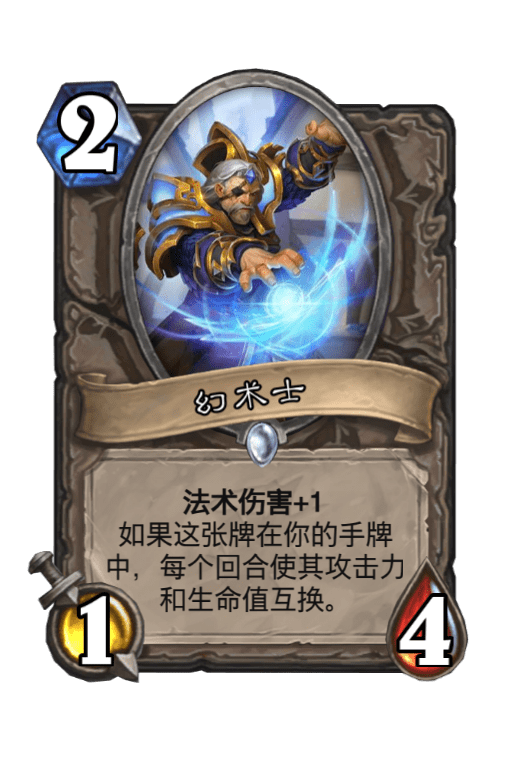 2
幻术士
法术伤害+1
如果这张牌在你的手牌
中，每个回合使其攻击力
和生命值互换。
1
4